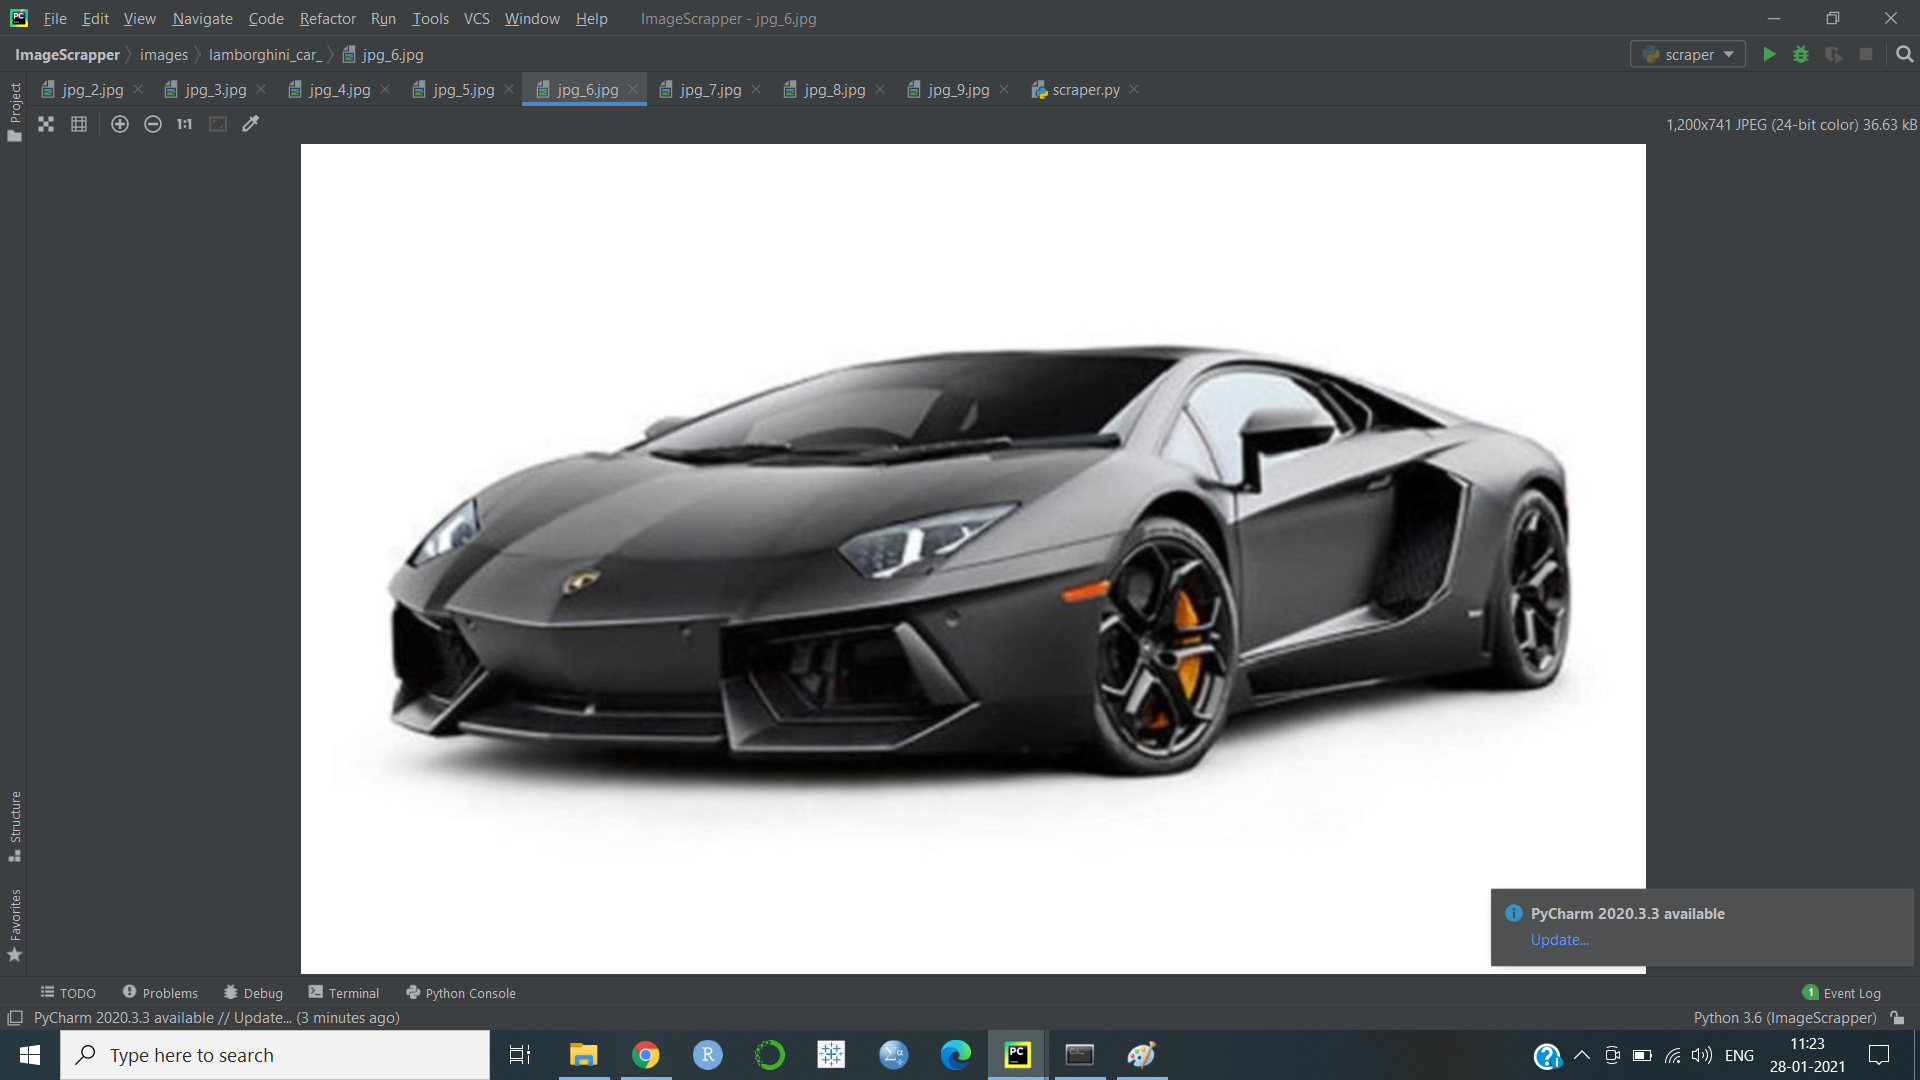 File Edit View Navigate Code Refactor Run Tools VCS Window Help ImageScrapper - jpg_6.jpg
ImageScrapper images lamborghini_car_ jpg_6.jpg scraper
jpg_2.jpg jpg_3.jpg jpg_4.jpg jpg_5.jpg jpg_6.jpg jpg_7.jpg jpg_8.jpg jpg_9.jpg scraper.py
Project
1:1 1,200x741 JPEG (24-bit color) 36.63 kB
Structure
Favorites
PyCharm 2020.3.3 available
Update...
TODO Problems Debug Terminal Python Console 1 Event Log
PyCharm 2020.3.3 available // Update... (3 minutes ago) Python 3.6 (ImageScrapper)
Type here to search
ENG
11:23
28-01-2021